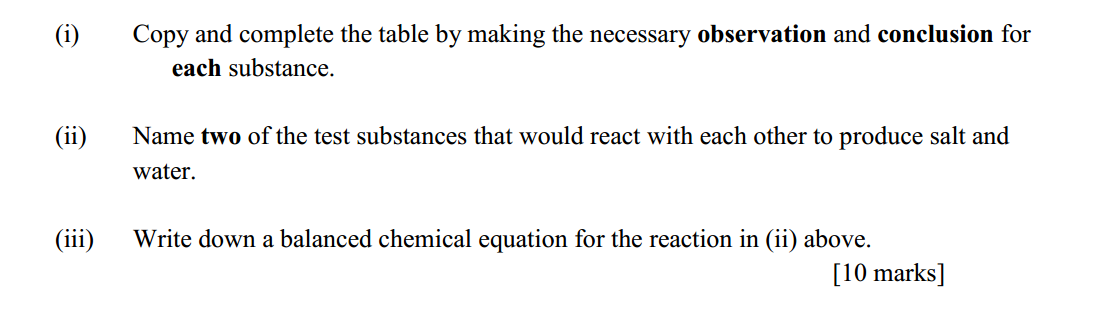 (i) Copy and complete the table by making the necessary observation and conclusion for
each substance.
(ii) Name two of the test substances that would react with each other to produce salt and
water.
(iii) Write down a balanced chemical equation for the reaction in (ii) above.
[10 marks]